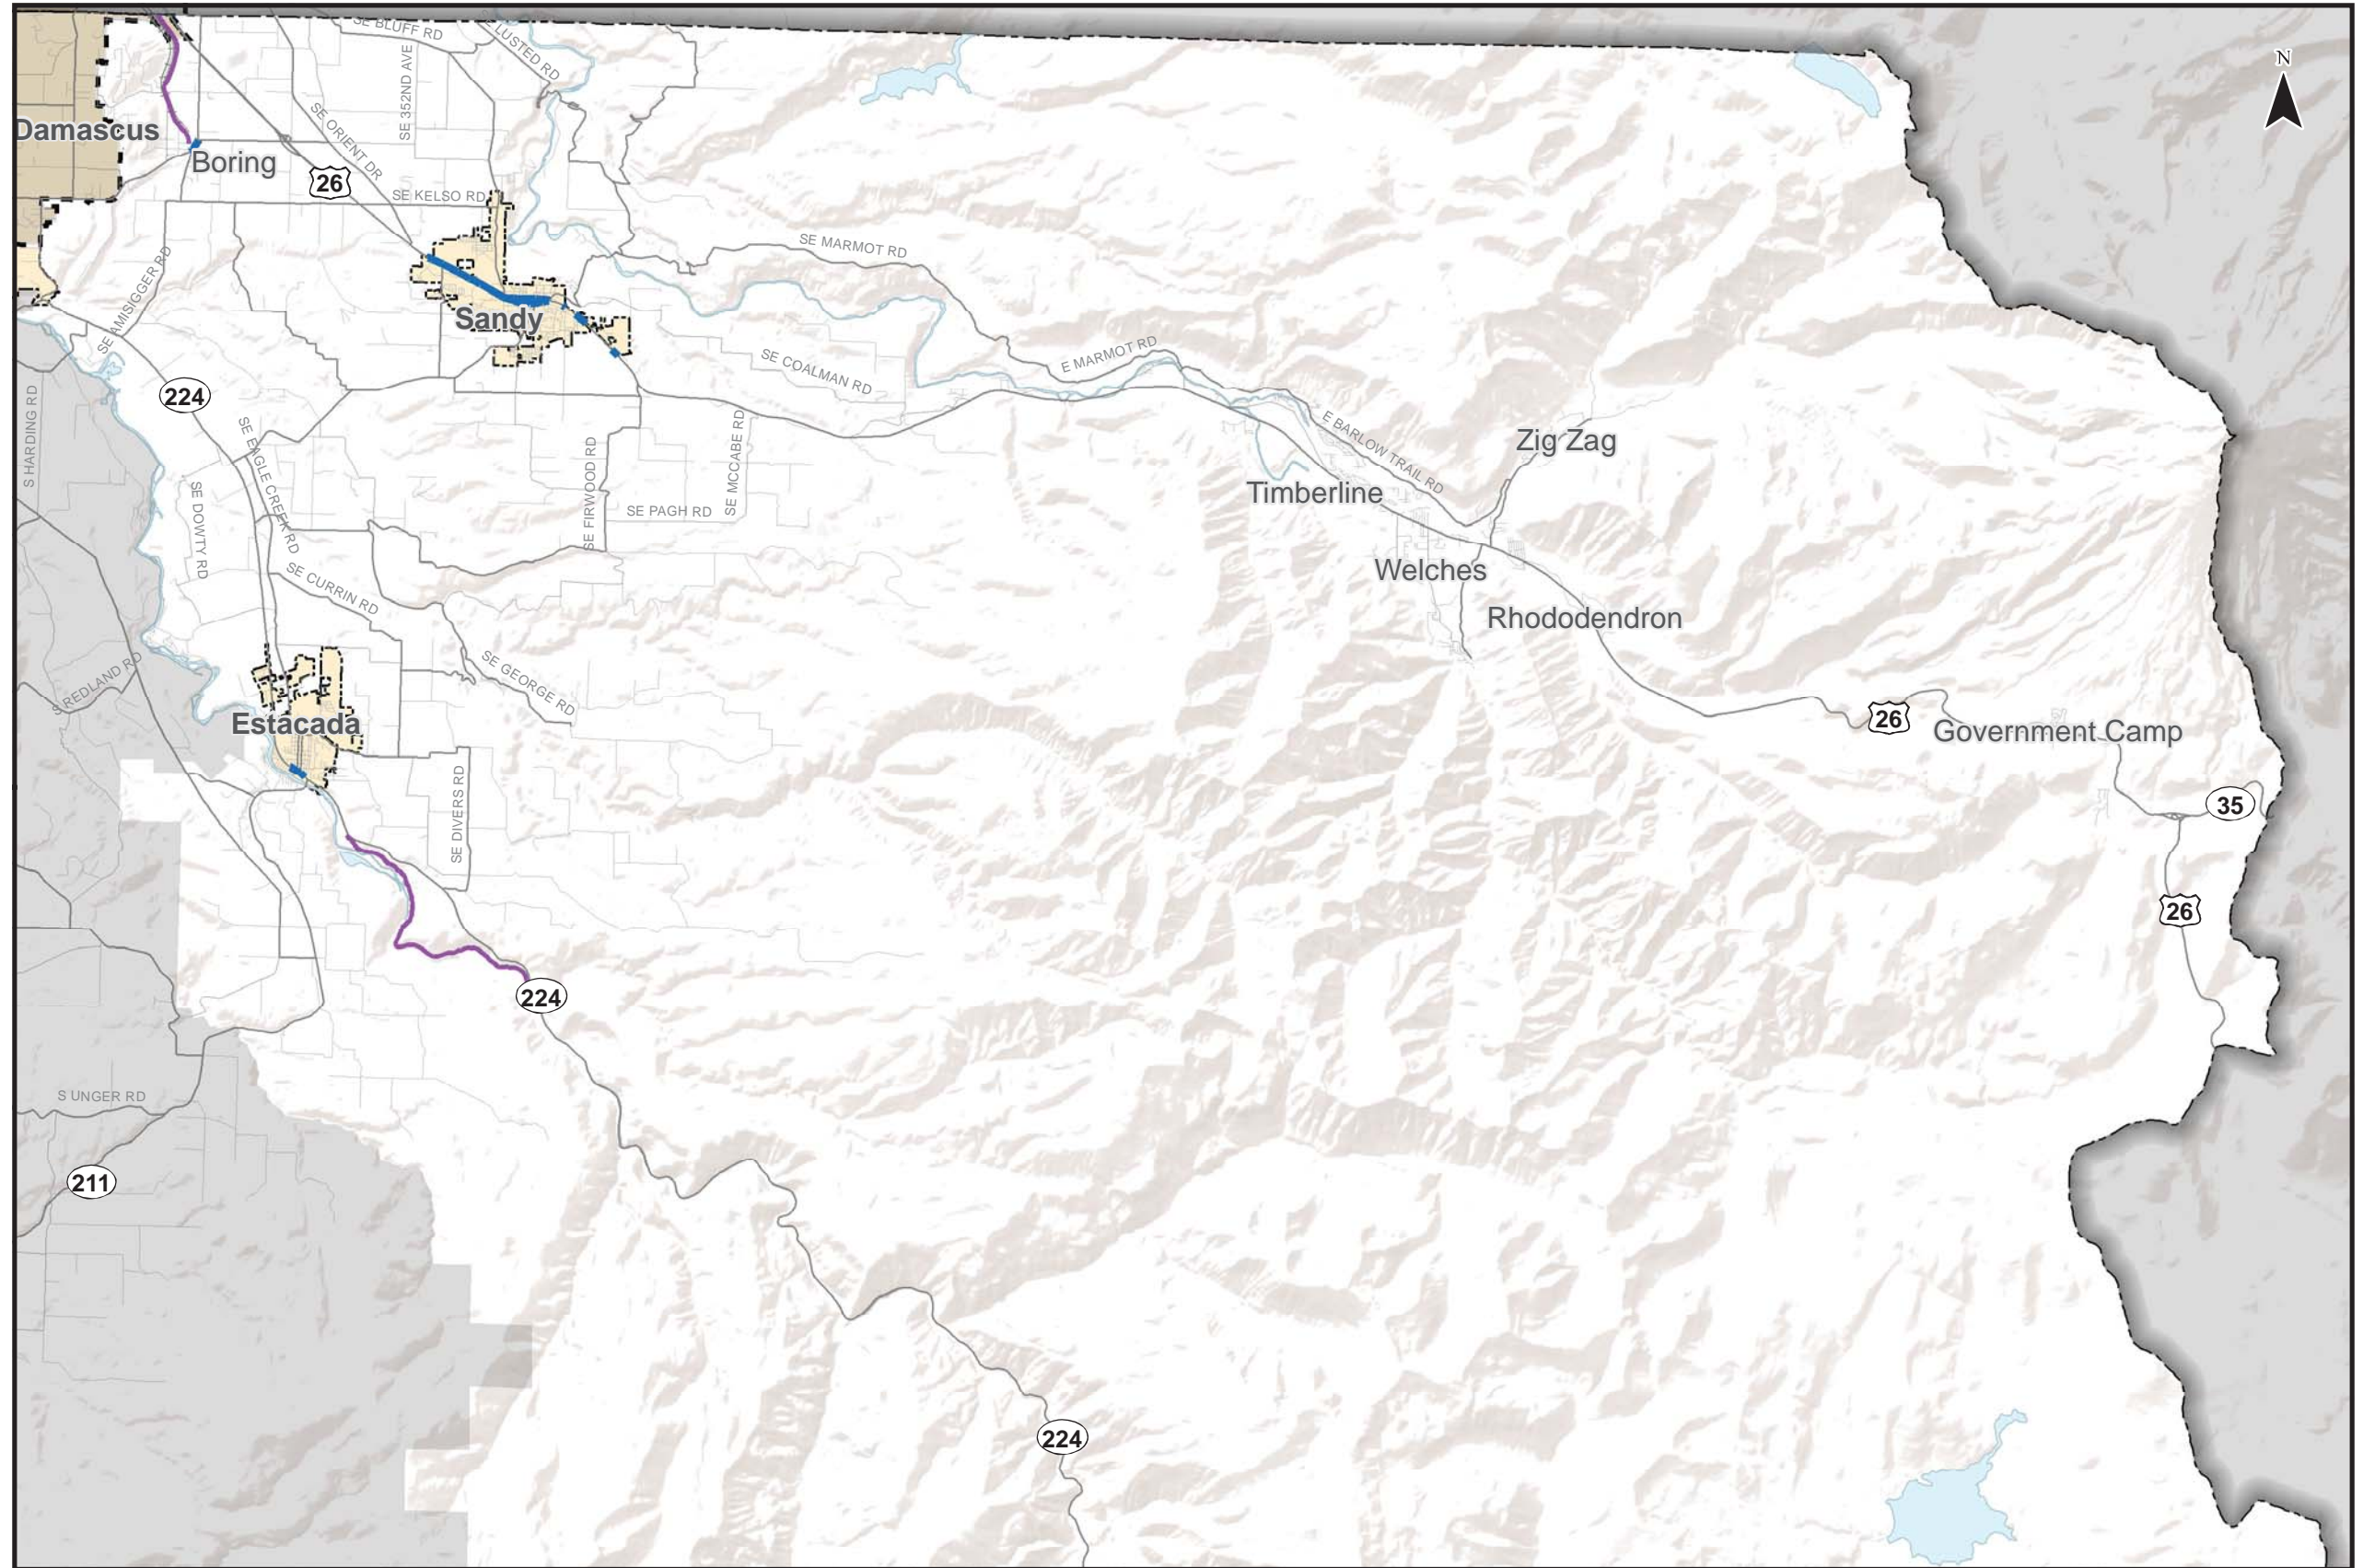 SE BLUFF RD
LUSTED RD
N
SE 352ND AVE
SE ORIENT DR
Damascus
Boring
26
SE KELSO RD
SE MARMOT RD
SE AMISIGGER RD
Sandy
E MARMOT RD
SE COALMAN RD
224
S HARDING RD
SE EAGLE CREEK RD
SE FIRWOOD RD
SE MCCABE RD
E BARLOW TRAIL RD
Zig Zag
Timberline
SE DOWTY RD
SE PAGH RD
Welches
SE CURRIN RD
Rhododendron
S REDLAND RD
SE GEORGE RD
Estacada
26
Government Camp
SE DIVERS RD
35
26
224
S UNGER RD
211
224